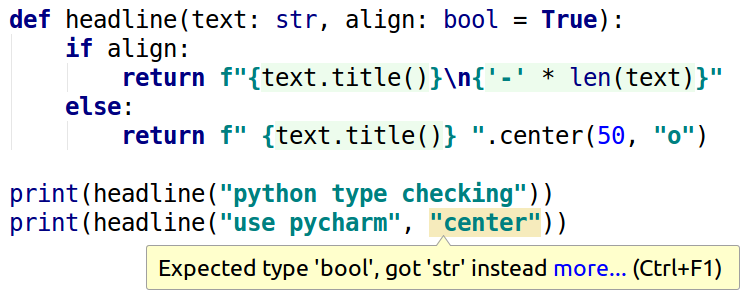 def headline(text: str, align: bool = True):
    if align:
        return f"{text.title()}\n{'-' * len(text)}"
    else:
        return f" {text.title()} ".center(50, "o")

print(headline("python type checking"))
print(headline("use pycharm", "center"))
Expected type 'bool', got 'str' instead more... (Ctrl+F1)